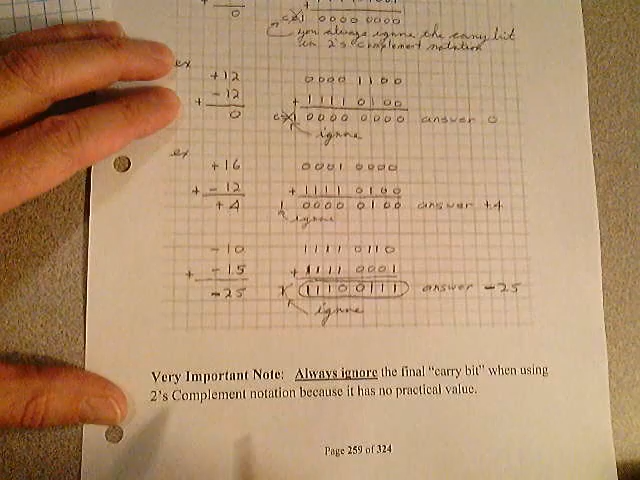 +
0
+
c=1 0000 0000
you always ignore the carry bit
in 2's Complement notation
ex
+12 0000 1100
+ -12 + 1111 0100
0 1 0000 0000 answer 0
ignore
ex
+16 0001 0000
+ -12 + 1111 0100
+4 1 0000 0100 answer +4
ignore
-10 1111 0110
+ -15 + 1111 0001
-25 1 11100111 answer -25
ignore
Very Important Note: Always ignore the final "carry bit" when using
2's Complement notation because it has no practical value.
Page 259 of 324